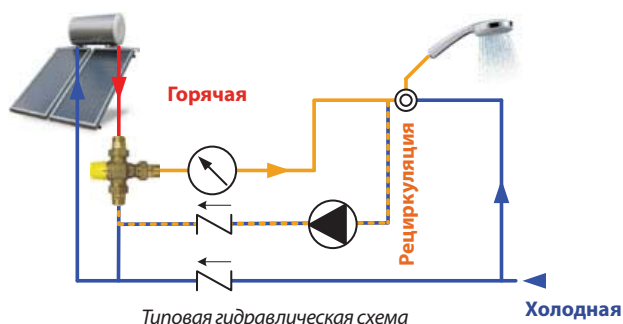 Горячая
Рециркуляция
Холодная
Типовая гидравлическая схема